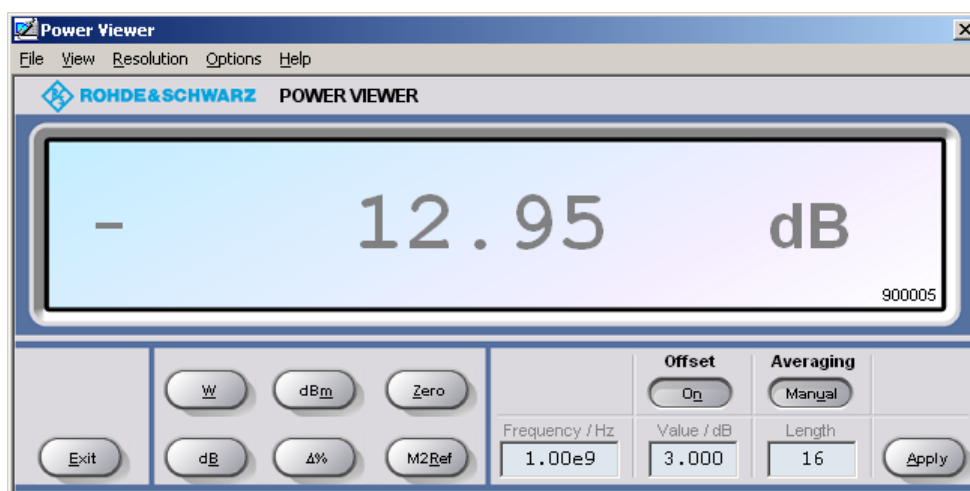 Power Viewer
File View Resolution Options Help
ROHDE&SCHWARZ POWER VIEWER
- 12.95 dB
900005
Offset Averaging
W dBm Zero On Manual
Frequency / Hz Value / dB Length
Exit dB Δ% M2Ref 1.00e9 3.000 16 Apply